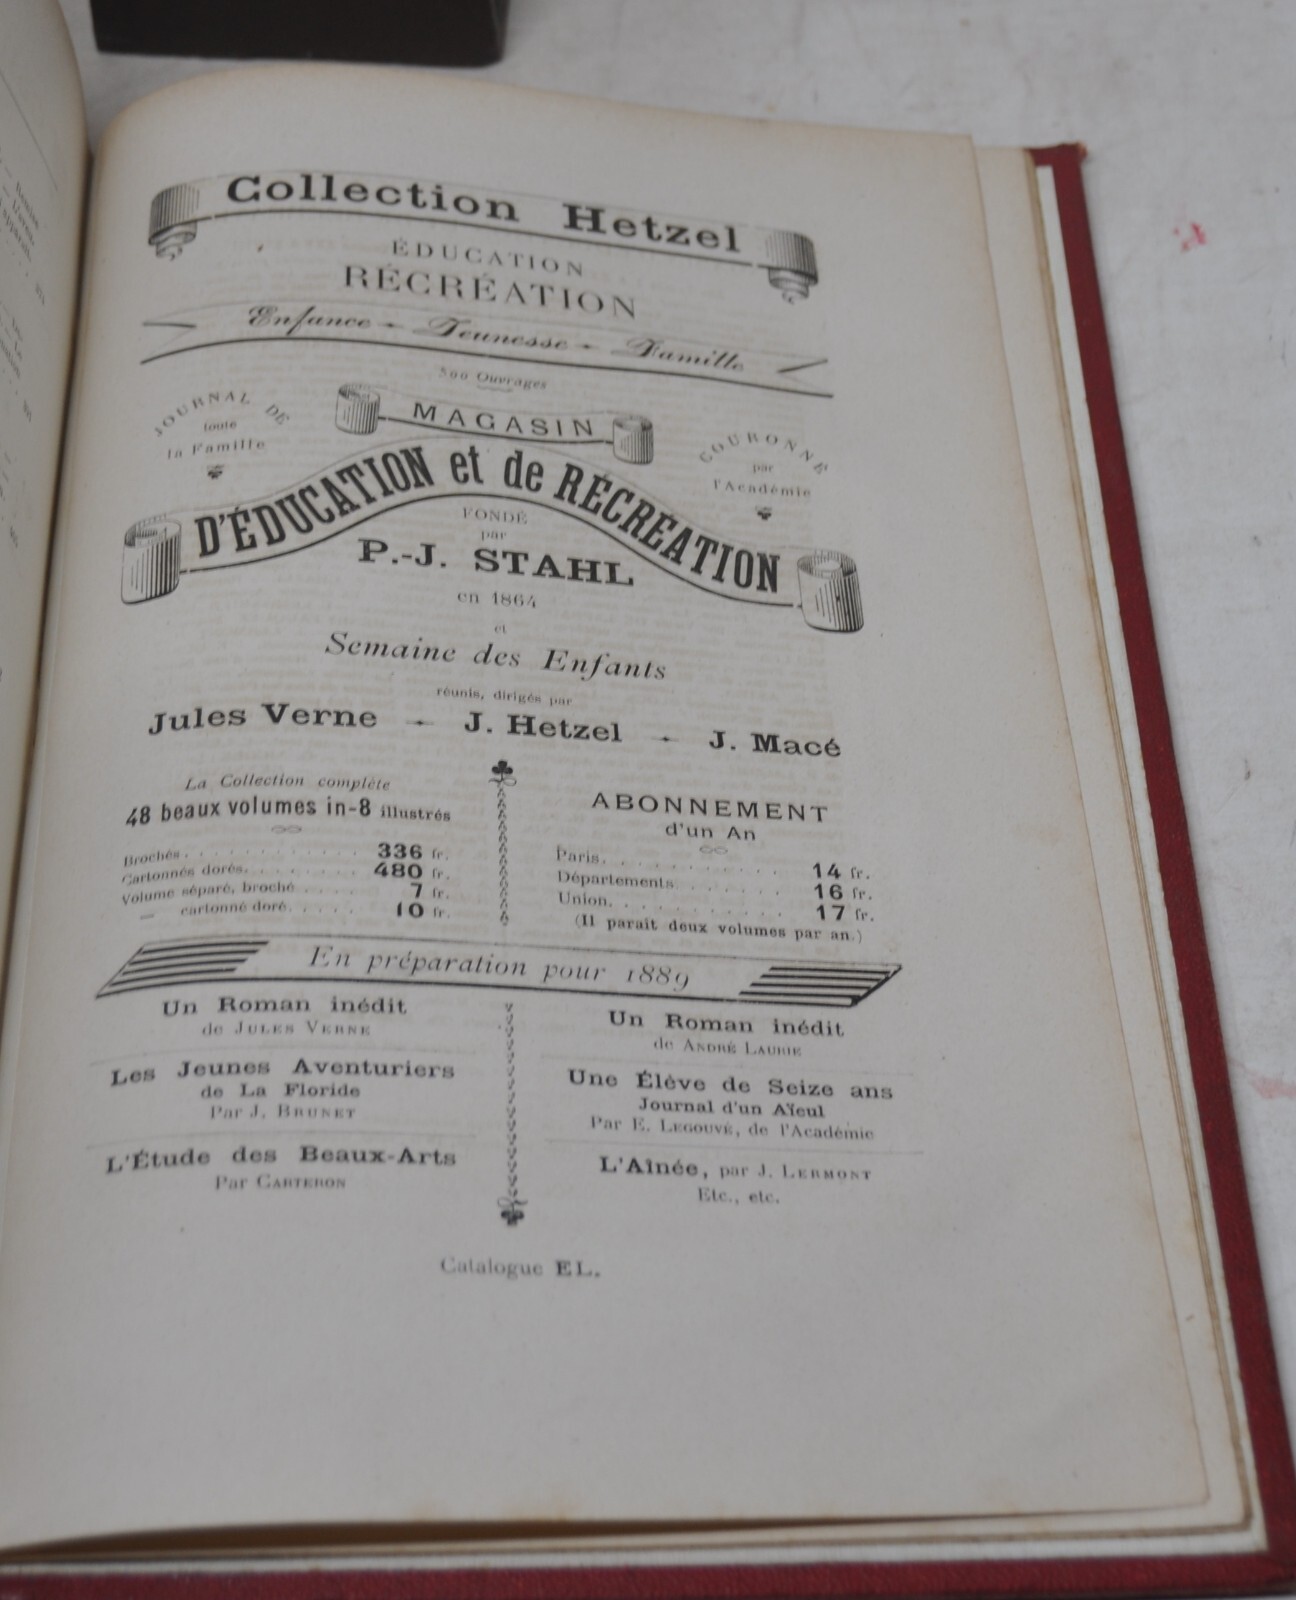 Collection Hetzel
ÉDUCATION
RÉCRÉATION
Enfance - Jeunesse - Famille
500 Ouvrages
JOURNAL DE
toute
la Famille
MAGASIN
COURONNÉ
par
l'Académie
D'ÉDUCATION et de RÉCRÉATION
FONDÉ
par
P.-J. STAHL
en 1864
et
Semaine des Enfants
réunis, dirigés par
Jules Verne - J. Hetzel - J. Macé
La Collection complète
48 beaux volumes in-8 illustrés
Brochés. . . . . . . . . . . . . 336 fr.
Cartonnés dorés. . . . . . . . . 480 fr.
Volume séparé, broché . . . . 7 fr.
— cartonné doré. . . . . 10 fr.
ABONNEMENT
d'un An
Paris. . . . . . . . . . . 14 fr.
Départements. . . . . . . 16 fr.
Union. . . . . . . . . . . 17 fr.
(Il paraît deux volumes par an.)
En préparation pour 1889
Un Roman inédit
de JULES VERNE
Les Jeunes Aventuriers
de La Floride
Par J. BRUNET
L'Étude des Beaux-Arts
Par CARTERON
Un Roman inédit
de ANDRÉ LAURIE
Une Élève de Seize ans
Journal d'un Aïeul
Par E. LEGOUVÉ, de l'Académie
L'Aînée, par J. LERMONT
Etc., etc.
Catalogue EL.